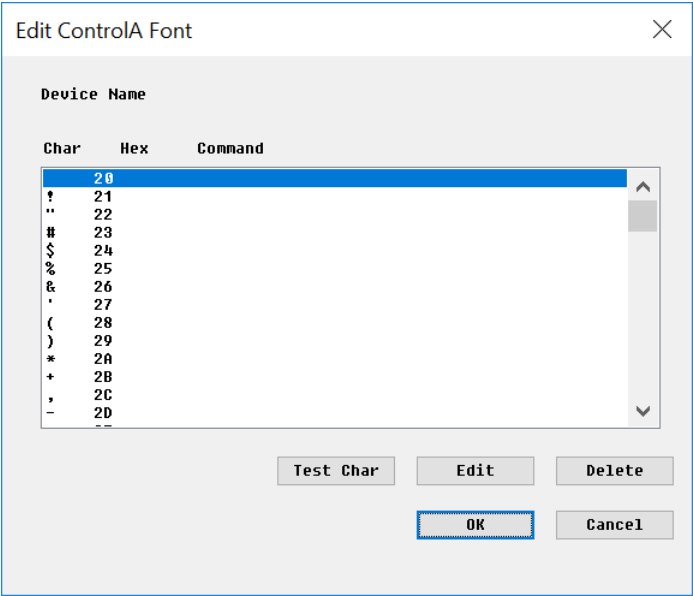 Edit ControlA Font
Device Name
Char Hex Command
20
! 21
" 22
# 23
$ 24
% 25
& 26
' 27
( 28
) 29
* 2A
+ 2B
, 2C
- 2D
Test Char Edit Delete
OK Cancel